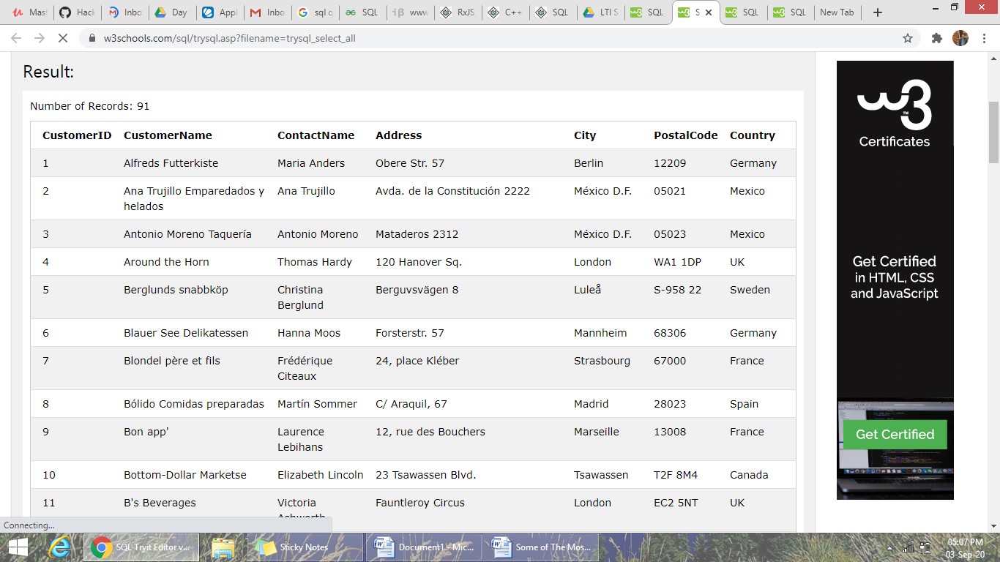 Mast
Hack
Inbo
Day
Appl
Inbo
sql q
SQL
www
RxJS
C++
SQL
LTI S
SQL
S
SQL
SQL
New Tab
w3schools.com/sql/trysql.asp?filename=trysql_select_all
Result:
Number of Records: 91
CustomerID CustomerName ContactName Address City PostalCode Country
1 Alfreds Futterkiste Maria Anders Obere Str. 57 Berlin 12209 Germany
2 Ana Trujillo Emparedados y Ana Trujillo Avda. de la Constitución 2222 México D.F. 05021 Mexico
helados
3 Antonio Moreno Taquería Antonio Moreno Mataderos 2312 México D.F. 05023 Mexico
4 Around the Horn Thomas Hardy 120 Hanover Sq. London WA1 1DP UK
5 Berglunds snabbköp Christina Berguvsvägen 8 Luleå S-958 22 Sweden
Berglund
6 Blauer See Delikatessen Hanna Moos Forsterstr. 57 Mannheim 68306 Germany
7 Blondel père et fils Frédérique 24, place Kléber Strasbourg 67000 France
Citeaux
8 Bólido Comidas preparadas Martín Sommer C/ Araquil, 67 Madrid 28023 Spain
9 Bon app' Laurence 12, rue des Bouchers Marseille 13008 France
Lebihans
10 Bottom-Dollar Marketse Elizabeth Lincoln 23 Tsawassen Blvd. Tsawassen T2F 8M4 Canada
11 B's Beverages Victoria Fauntleroy Circus London EC2 5NT UK
Ashworth
w3
TM
Certificates
Get Certified
in HTML, CSS
and JavaScript
Get Certified
Connecting...
SQL Tryit Editor v...
Sticky Notes
Document1 - Mic...
Some of The Mos...
05:07 PM
03-Sep-20